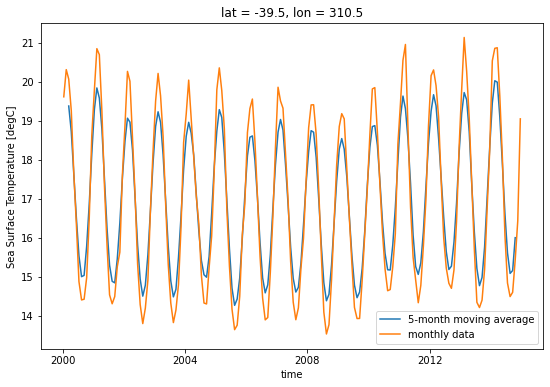 lat = -39.5, lon = 310.5
Sea Surface Temperature [degC]
21
20
19
18
17
16
15
14
2000
2004
2008
2012
time
5-month moving average
monthly data